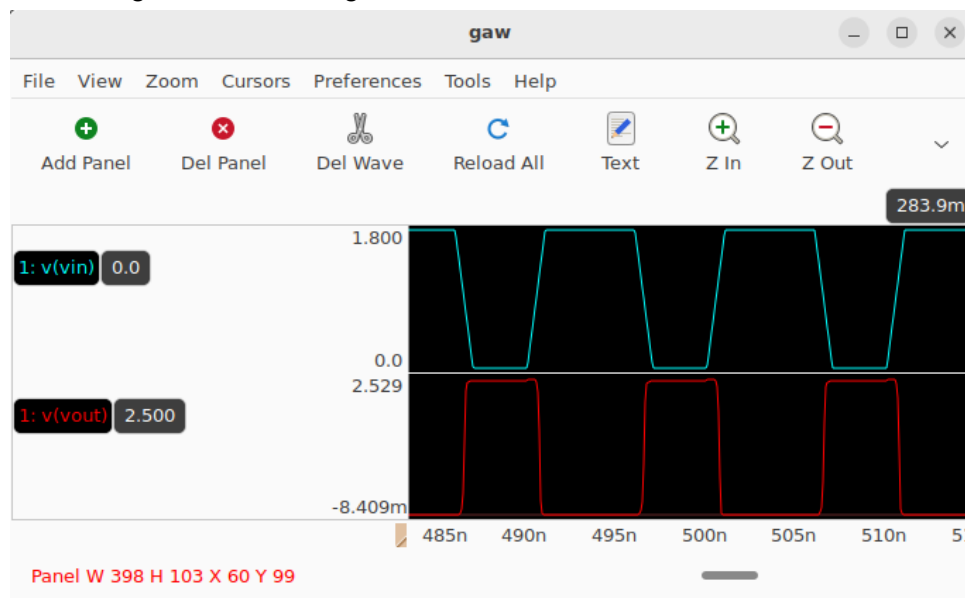 gaw
File View Zoom Cursors Preferences Tools Help
Add Panel Del Panel Del Wave Reload All Text Z In Z Out
283.9m
1.800
1: v(vin) 0.0
0.0
2.529
1: v(vout) 2.500
-8.409m
485n 490n 495n 500n 505n 510n
Panel W 398 H 103 X 60 Y 99